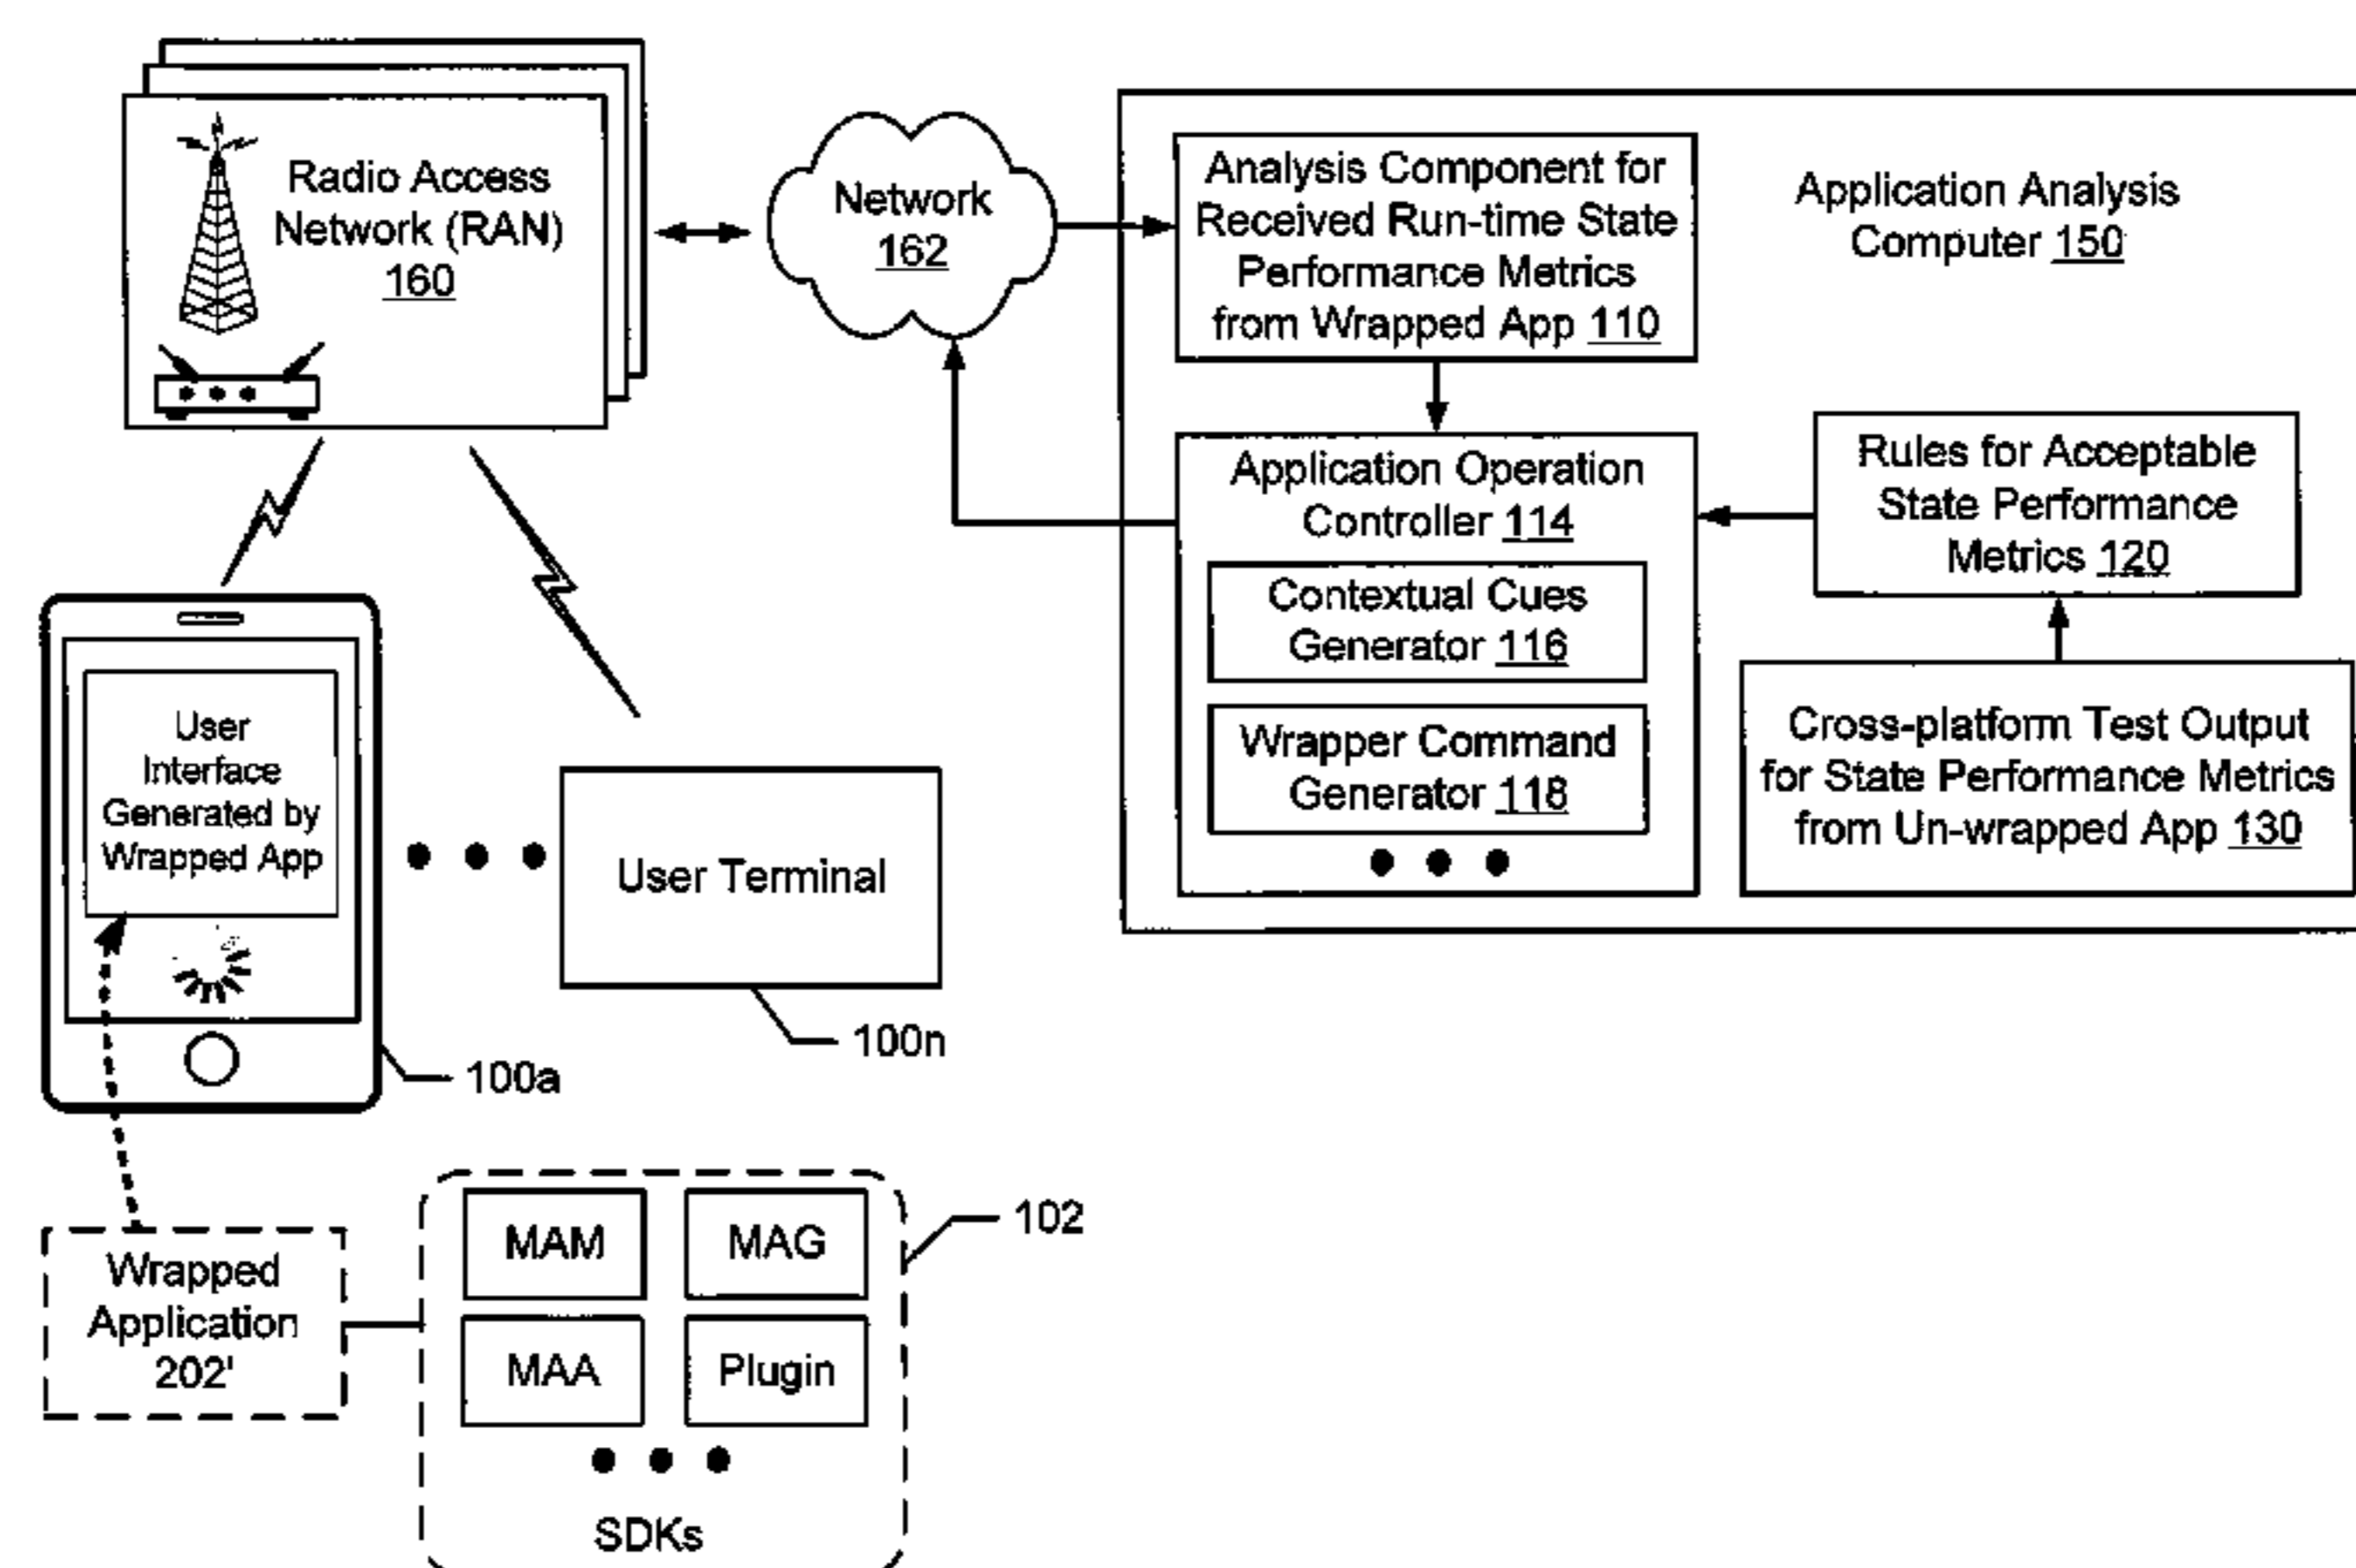 Radio Access
Network (RAN)
160
Network
162
Analysis Component for
Received Run-time State
Performance Metrics
from Wrapped App 110
Application Analysis
Computer 150
Application Operation
Controller 114
Contextual Cues
Generator 116
Wrapper Command
Generator 118
Rules for Acceptable
State Performance
Metrics 120
Cross-platform Test Output
for State Performance Metrics
from Un-wrapped App 130
User
Interface
Generated by
Wrapped App
User Terminal
100n
100a
Wrapped
Application
202'
MAM
MAG
102
MAA
Plugin
SDKs